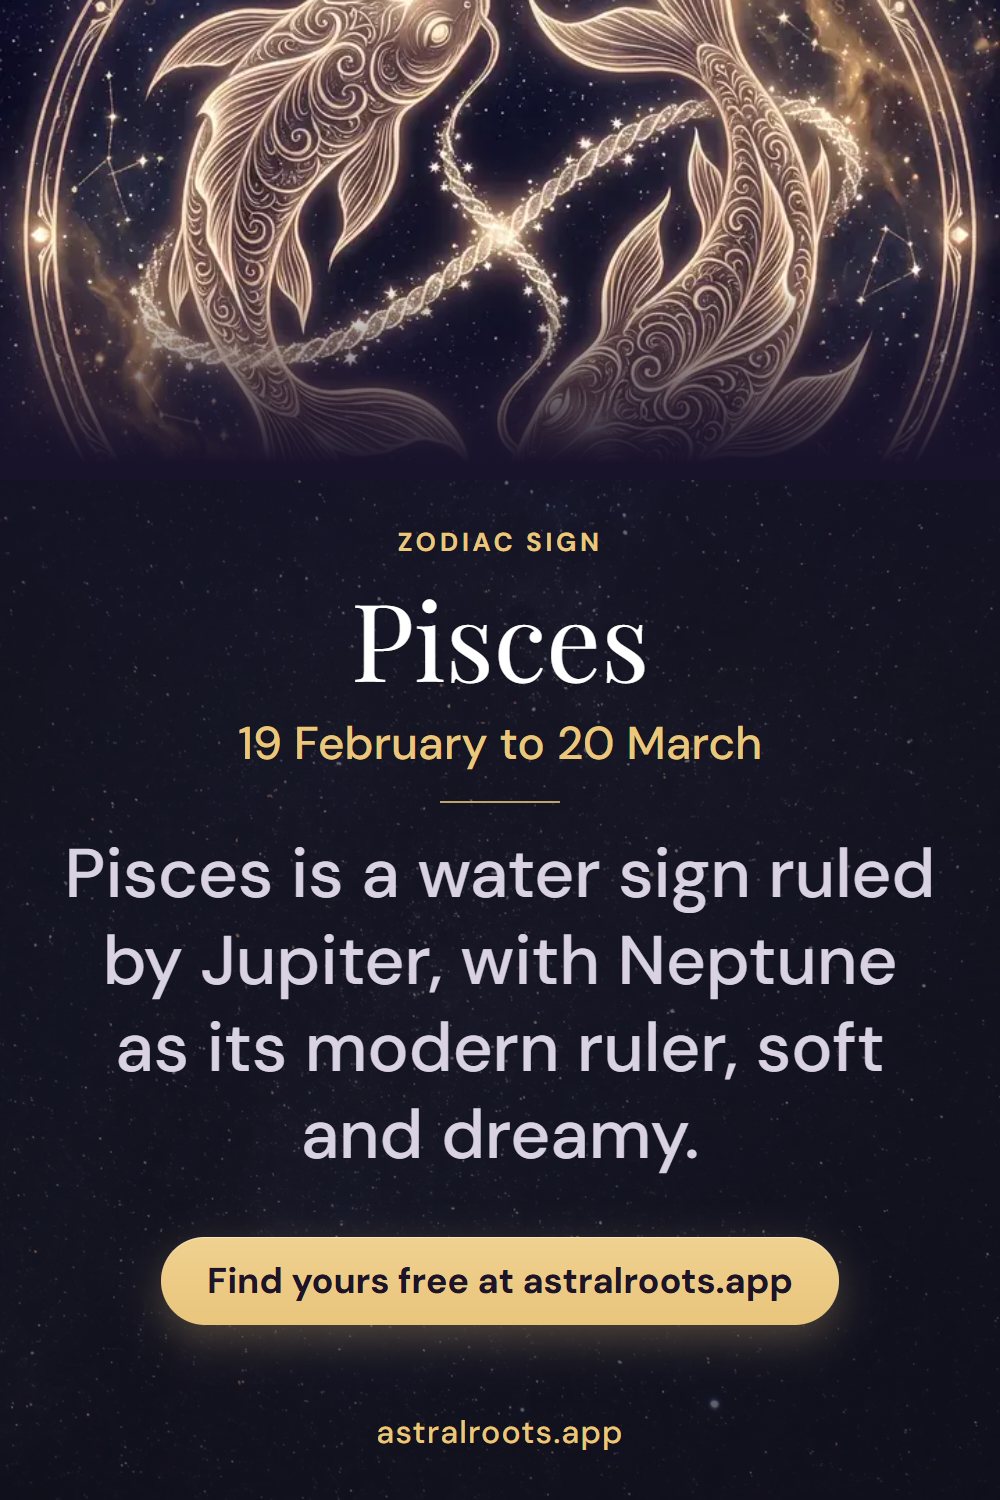 ZODIAC SIGN
Pisces
19 February to 20 March
Pisces is a water sign ruled
by Jupiter, with Neptune
as its modern ruler, soft
and dreamy.
Find yours free at astralroots.app
astralroots.app